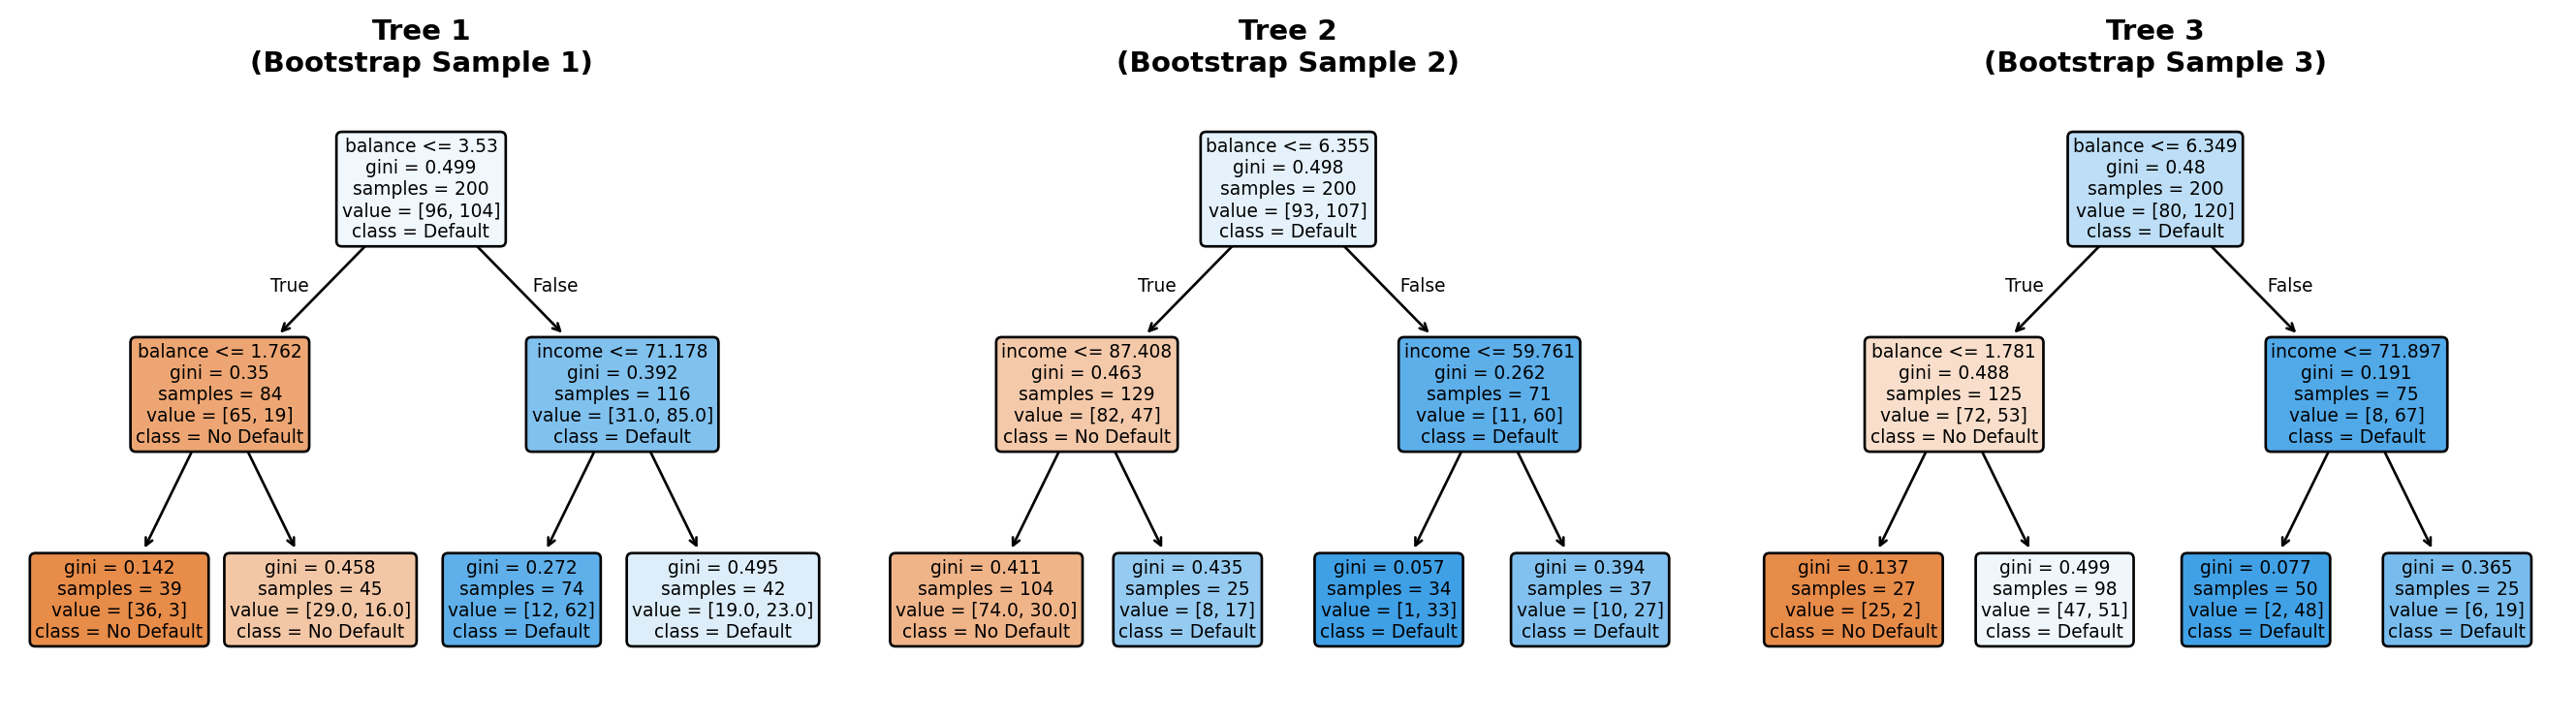 Tree 1
(Bootstrap Sample 1)
balance <= 3.53
gini = 0.499
samples = 200
value = [96, 104]
class = Default
True
False
balance <= 1.762
gini = 0.35
samples = 84
value = [65, 19]
class = No Default
income <= 71.178
gini = 0.392
samples = 116
value = [31.0, 85.0]
class = Default
gini = 0.142
samples = 39
value = [36, 3]
class = No Default
gini = 0.458
samples = 45
value = [29.0, 16.0]
class = No Default
gini = 0.272
samples = 74
value = [12, 62]
class = Default
gini = 0.495
samples = 42
value = [19.0, 23.0]
class = Default
Tree 2
(Bootstrap Sample 2)
balance <= 6.355
gini = 0.498
samples = 200
value = [93, 107]
class = Default
True
False
income <= 87.408
gini = 0.463
samples = 129
value = [82, 47]
class = No Default
income <= 59.761
gini = 0.262
samples = 71
value = [11, 60]
class = Default
gini = 0.411
samples = 104
value = [74.0, 30.0]
class = No Default
gini = 0.435
samples = 25
value = [8, 17]
class = Default
gini = 0.057
samples = 34
value = [1, 33]
class = Default
gini = 0.394
samples = 37
value = [10, 27]
class = Default
Tree 3
(Bootstrap Sample 3)
balance <= 6.349
gini = 0.48
samples = 200
value = [80, 120]
class = Default
True
False
balance <= 1.781
gini = 0.488
samples = 125
value = [72, 53]
class = No Default
income <= 71.897
gini = 0.191
samples = 75
value = [8, 67]
class = Default
gini = 0.137
samples = 27
value = [25, 2]
class = No Default
gini = 0.499
samples = 98
value = [47, 51]
class = Default
gini = 0.077
samples = 50
value = [2, 48]
class = Default
gini = 0.365
samples = 25
value = [6, 19]
class = Default